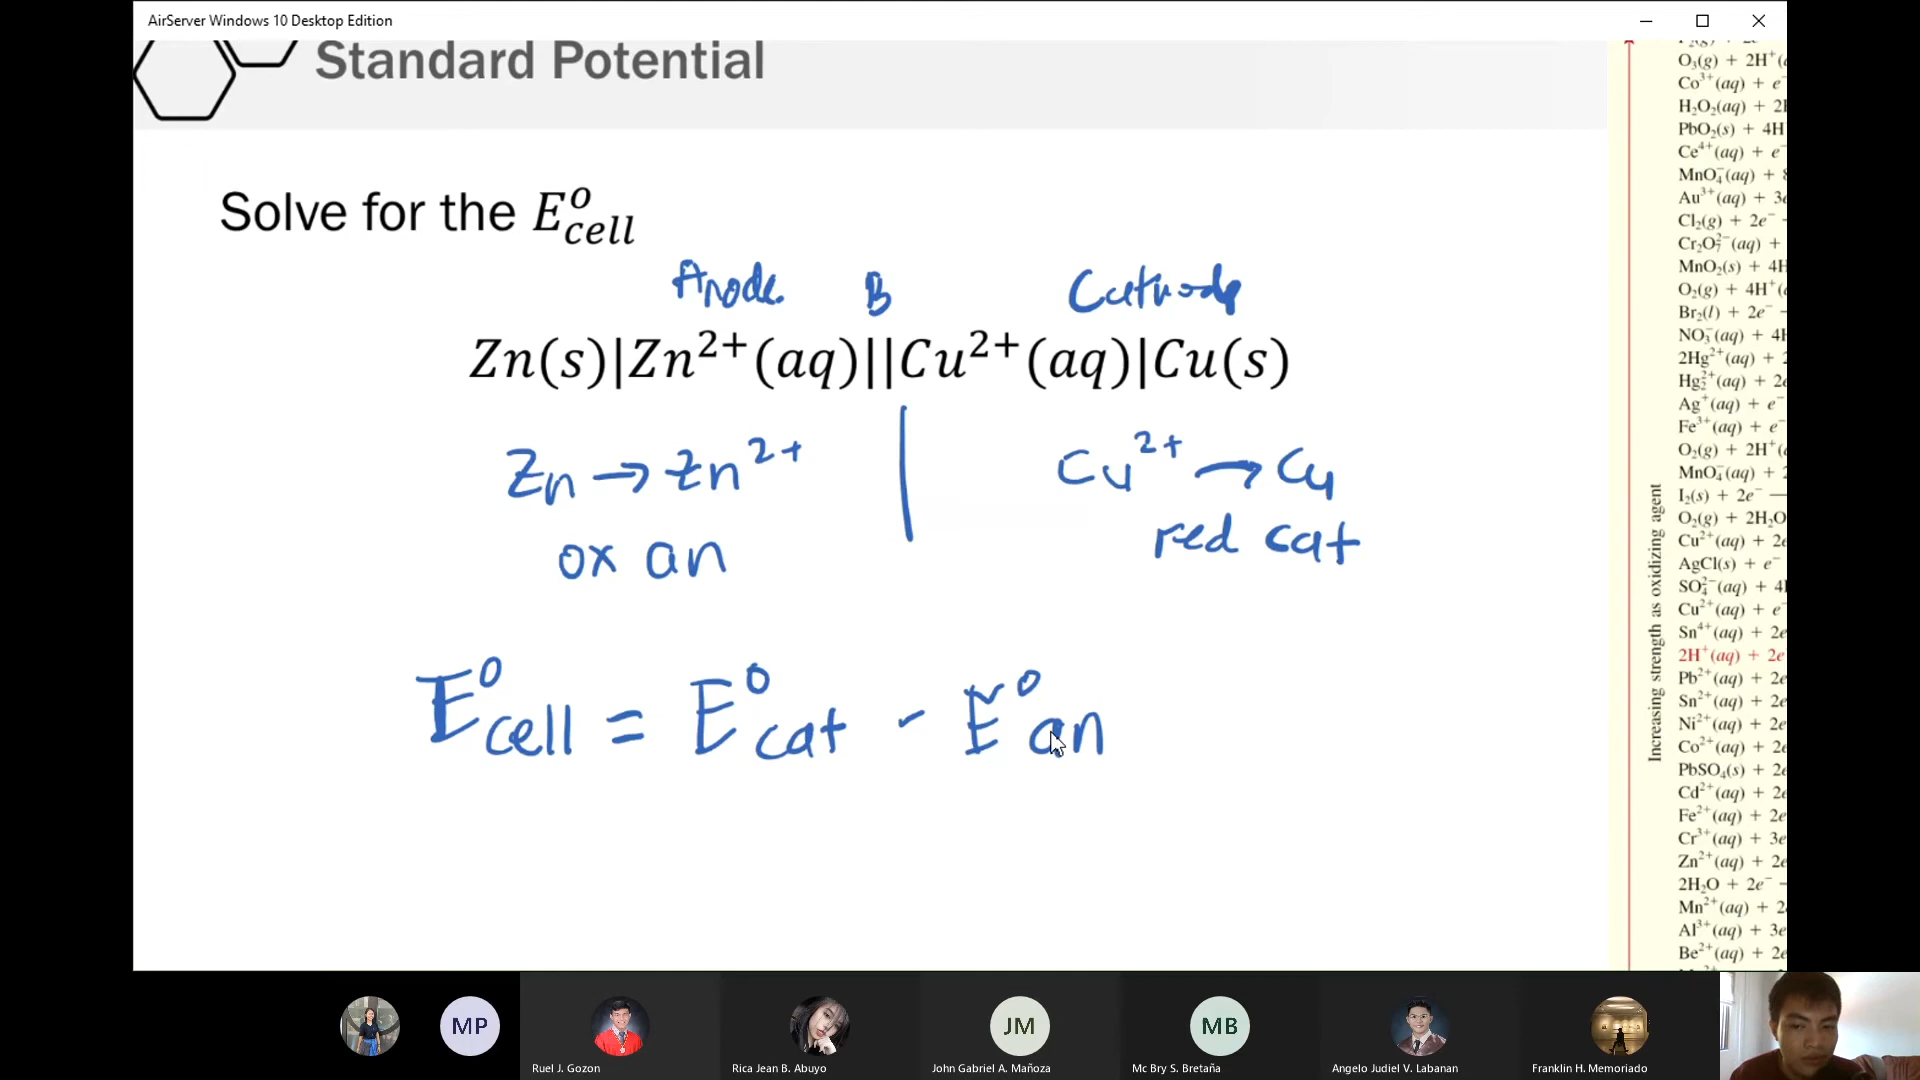 AirServer Windows 10 Desktop Edition
Standard Potential
Solve for the E°cell
Anode B Cathode
Zn(s)|Zn²⁺(aq)||Cu²⁺(aq)|Cu(s)
Zn → Zn²⁺ | Cu²⁺ → Cu
ox an red cat
E°cell = E°cat - E°an
Increasing strength as oxidizing agent
O₃(g) + 2H⁺(
Co³⁺(aq) + e⁻
H₂O₂(aq) + 2
PbO₂(s) + 4H
Ce⁴⁺(aq) + e⁻
MnO₄⁻(aq) + 8
Au³⁺(aq) + 3e
Cl₂(g) + 2e⁻
Cr₂O₇²⁻(aq) +
MnO₂(s) + 4H
O₂(g) + 4H⁺(
Br₂(l) + 2e⁻
NO₃⁻(aq) + 4H
2Hg²⁺(aq) + 2
Hg₂²⁺(aq) + 2e
Ag⁺(aq) + e⁻
Fe³⁺(aq) + e⁻
O₂(g) + 2H⁺(
MnO₄⁻(aq) + 2
I₂(s) + 2e⁻ —
O₂(g) + 2H₂O
Cu²⁺(aq) + 2e
AgCl(s) + e⁻
SO₄²⁻(aq) + 4H
Cu²⁺(aq) + e⁻
Sn⁴⁺(aq) + 2e
2H⁺(aq) + 2e
Pb²⁺(aq) + 2e
Sn²⁺(aq) + 2e
Ni²⁺(aq) + 2e
Co²⁺(aq) + 2e
PbSO₄(s) + 2e
Cd²⁺(aq) + 2e
Fe²⁺(aq) + 2e
Cr³⁺(aq) + 3e
Zn²⁺(aq) + 2e
2H₂O + 2e⁻
Mn²⁺(aq) + 2
Al³⁺(aq) + 3e
Be²⁺(aq) + 2e
MP JM MB
Ruel J. Gozon Rica Jean B. Abuyo John Gabriel A. Mañoza Mc Bry S. Bretaña Angelo Judiel V. Labanan Franklin H. Memoriado